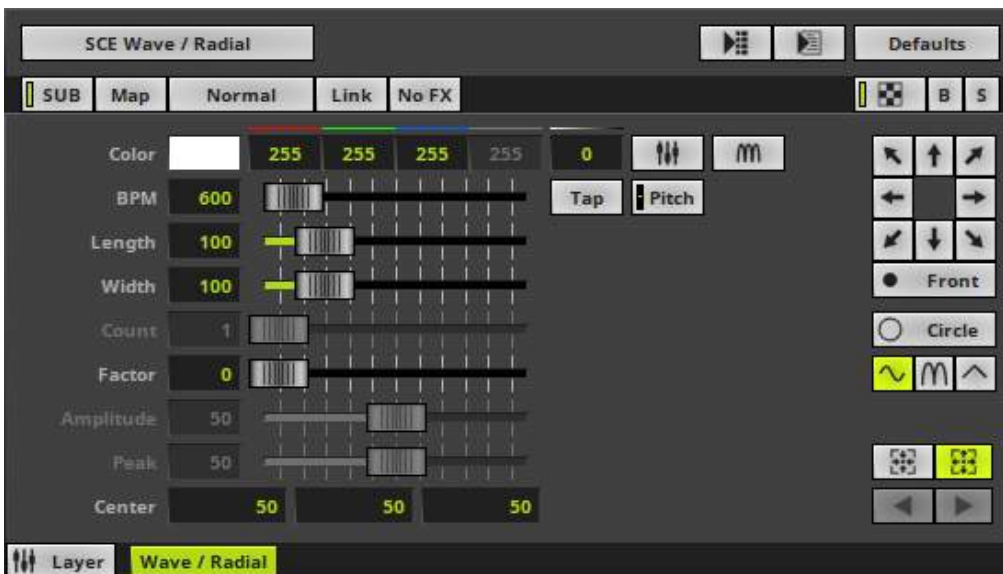 SCE Wave / Radial Defaults
SUB Map Normal Link No FX B S
Color 255 255 255 255 0
BPM 600 Tap Pitch
Length 100
Width 100
Front
Count 1
Circle
Factor 0
Amplitude 50
Peak 50
Center 50 50 50
Layer Wave / Radial